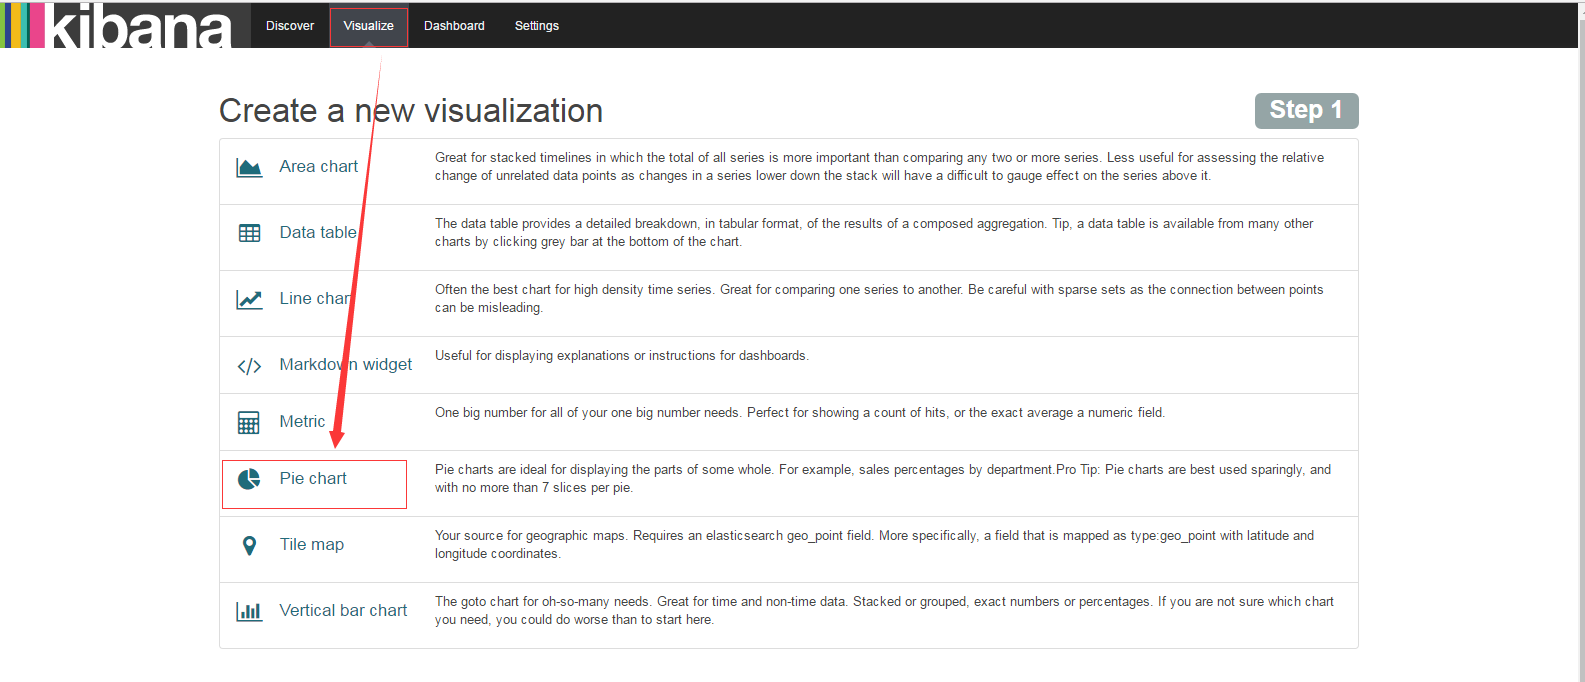 kibana
Discover
Visualize
Dashboard
Settings
Create a new visualization
Step 1
Area chart
Great for stacked timelines in which the total of all series is more important than comparing any two or more series. Less useful for assessing the relative
change of unrelated data points as changes in a series lower down the stack will have a difficult to gauge effect on the series above it.
Data table
The data table provides a detailed breakdown, in tabular format, of the results of a composed aggregation. Tip, a data table is available from many other
charts by clicking grey bar at the bottom of the chart.
Line chart
Often the best chart for high density time series. Great for comparing one series to another. Be careful with sparse sets as the connection between points
can be misleading.
Markdown widget
Useful for displaying explanations or instructions for dashboards.
Metric
One big number for all of your one big number needs. Perfect for showing a count of hits, or the exact average a numeric field.
Pie chart
Pie charts are ideal for displaying the parts of some whole. For example, sales percentages by department.Pro Tip: Pie charts are best used sparingly, and
with no more than 7 slices per pie.
Tile map
Your source for geographic maps. Requires an elasticsearch geo_point field. More specifically, a field that is mapped as type:geo_point with latitude and
longitude coordinates.
Vertical bar chart
The goto chart for oh-so-many needs. Great for time and non-time data. Stacked or grouped, exact numbers or percentages. If you are not sure which chart
you need, you could do worse than to start here.